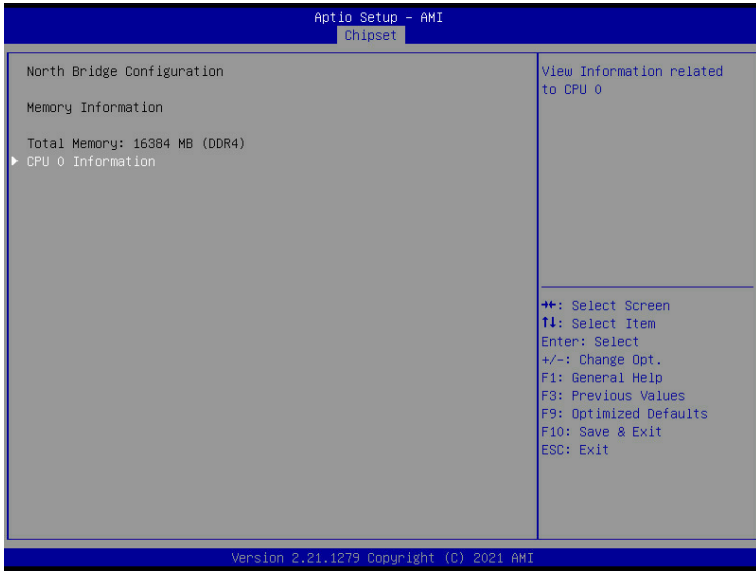 Aptio Setup – AMI
Chipset
North Bridge Configuration
Memory Information
Total Memory: 16384 MB (DDR4)
CPU 0 Information
View Information related
to CPU 0
→←: Select Screen
↑↓: Select Item
Enter: Select
+/-: Change Opt.
F1: General Help
F3: Previous Values
F9: Optimized Defaults
F10: Save & Exit
ESC: Exit
Version 2.21.1279 Copyright (C) 2021 AMI